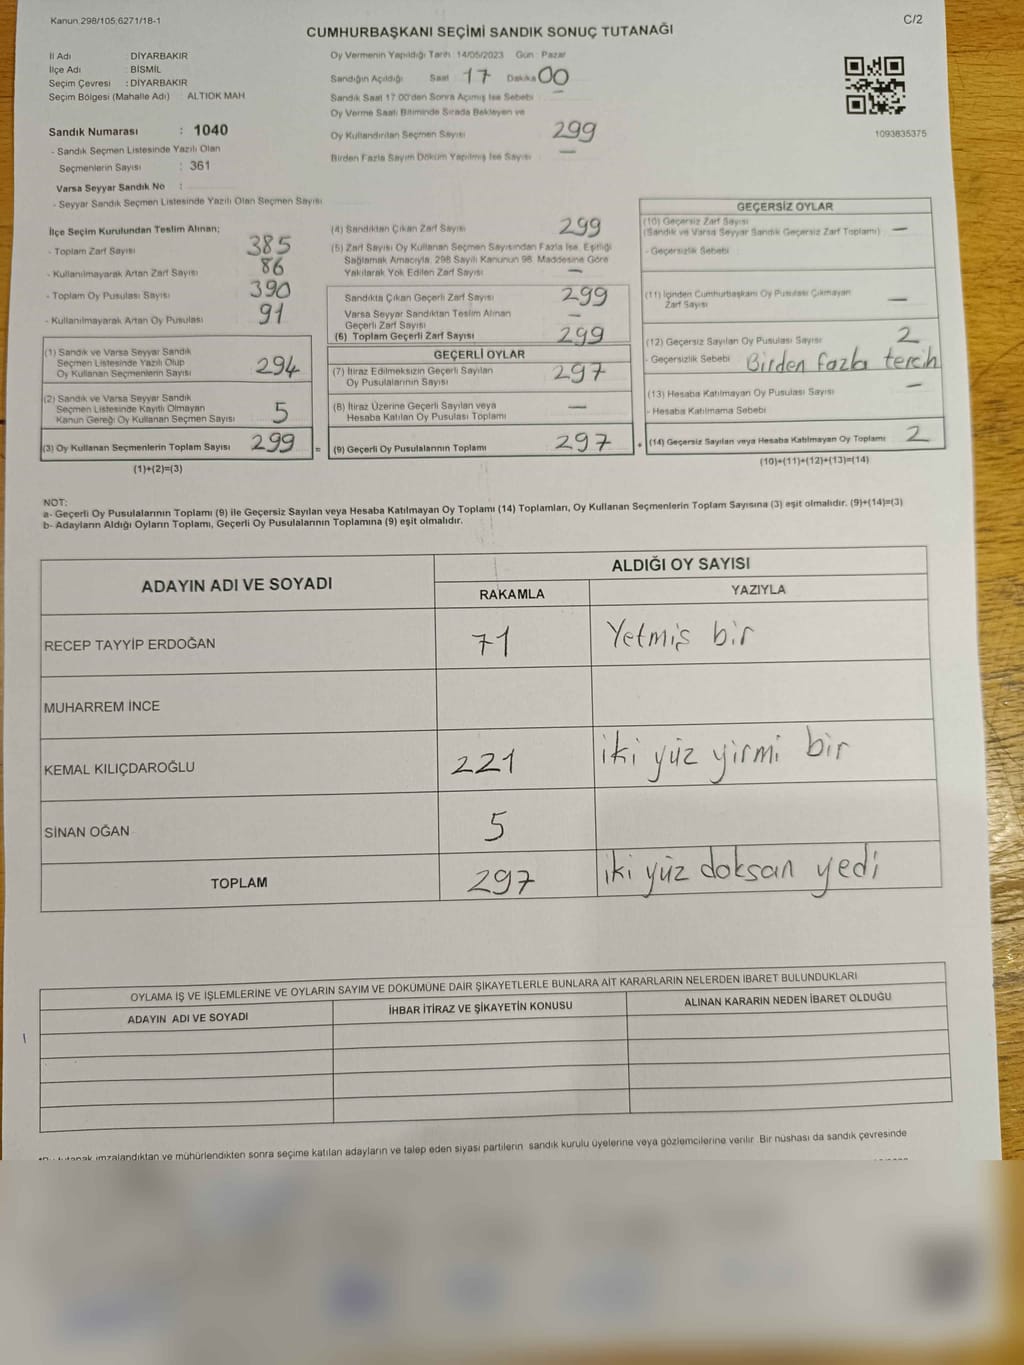 Kanun.298/105,6271/18-1
C/2
CUMHURBAŞKANI SEÇİMİ SANDIK SONUÇ TUTANAĞI
İl Adı : DİYARBAKIR
İlçe Adı : BİSMİL
Seçim Çevresi : DİYARBAKIR
Seçim Bölgesi (Mahalle Adı) : ALTIOK MAH
Sandık Numarası : 1040
- Sandık Seçmen Listesinde Yazılı Olan
Seçmenlerin Sayısı : 361
Varsa Seyyar Sandık No :
- Seyyar Sandık Seçmen Listesinde Yazılı Olan Seçmen Sayısı
Oy Vermenin Yapıldığı Tarih : 14/05/2023 Gün : Pazar
Sandığın Açıldığı Saat 17 Dakika 00
Sandık Saat 17:00'den Sonra Açılmış İse Sebebi —
Oy Verme Saati Bitiminde Sırada Bekleyen ve
Oy Kullandırılan Seçmen Sayısı 299
Birden Fazla Sayım Döküm Yapılmış İse Sayısı : —
1093835375
İlçe Seçim Kurulundan Teslim Alınan;
- Toplam Zarf Sayısı 385
- Kullanılmayarak Artan Zarf Sayısı 86
- Toplam Oy Pusulası Sayısı 390
- Kullanılmayarak Artan Oy Pusulası 91
(1) Sandık ve Varsa Seyyar Sandık
Seçmen Listesinde Yazılı Olup
Oy Kullanan Seçmenlerin Sayısı 294
(2) Sandık ve Varsa Seyyar Sandık
Seçmen Listesinde Kayıtlı Olmayan
Kanun Gereği Oy Kullanan Seçmen Sayısı 5
(3) Oy Kullanan Seçmenlerin Toplam Sayısı 299 =
(1)+(2)=(3)
(4) Sandıktan Çıkan Zarf Sayısı 299
(5) Zarf Sayısı Oy Kullanan Seçmen Sayısından Fazla İse, Eşitliği
Sağlamak Amacıyla, 298 Sayılı Kanunun 98. Maddesine Göre
Yakılarak Yok Edilen Zarf Sayısı —
Sandıkta Çıkan Geçerli Zarf Sayısı 299
Varsa Seyyar Sandıktan Teslim Alınan
Geçerli Zarf Sayısı
(6) Toplam Geçerli Zarf Sayısı 299
GEÇERLİ OYLAR
(7) İtiraz Edilmeksizin Geçerli Sayılan
Oy Pusulalarının Sayısı 297
(8) İtiraz Üzerine Geçerli Sayılan veya
Hesaba Katılan Oy Pusulası Toplamı —
(9) Geçerli Oy Pusulalarının Toplamı 297 +
GEÇERSİZ OYLAR
(10) Geçersiz Zarf Sayısı
(Sandık ve Varsa Seyyar Sandık Geçersiz Zarf Toplamı) —
- Geçersizlik Sebebi :
(11) İçinden Cumhurbaşkanı Oy Pusulası Çıkmayan
Zarf Sayısı —
(12) Geçersiz Sayılan Oy Pusulası Sayısı 2
- Geçersizlik Sebebi : Birden fazla tercih
(13) Hesaba Katılmayan Oy Pusulası Sayısı —
- Hesaba Katılmama Sebebi
(14) Geçersiz Sayılan veya Hesaba Katılmayan Oy Toplamı 2
(10)+(11)+(12)+(13)=(14)
NOT:
a- Geçerli Oy Pusulalarının Toplamı (9) ile Geçersiz Sayılan veya Hesaba Katılmayan Oy Toplamı (14) Toplamları, Oy Kullanan Seçmenlerin Toplam Sayısına (3) eşit olmalıdır. (9)+(14)=(3)
b- Adayların Aldığı Oyların Toplamı, Geçerli Oy Pusulalarının Toplamına (9) eşit olmalıdır.
ADAYIN ADI VE SOYADI
ALDIĞI OY SAYISI
RAKAMLA YAZIYLA
RECEP TAYYİP ERDOĞAN 71 Yetmiş bir
MUHARREM İNCE
KEMAL KILIÇDAROĞLU 221 iki yüz yirmi bir
SİNAN OĞAN 5
TOPLAM 297 iki yüz doksan yedi
OYLAMA İŞ VE İŞLEMLERİNE VE OYLARIN SAYIM VE DÖKÜMÜNE DAİR ŞİKAYETLERLE BUNLARA AİT KARARLARIN NELERDEN İBARET BULUNDUKLARI
ADAYIN ADI VE SOYADI İHBAR İTİRAZ VE ŞİKAYETİN KONUSU ALINAN KARARIN NEDEN İBARET OLDUĞU
imzalandıktan ve mühürlendikten sonra seçime katılan adayların ve talep eden siyasi partilerin sandık kurulu üyelerine veya gözlemcilerine verilir. Bir nüshası da sandık çevresinde